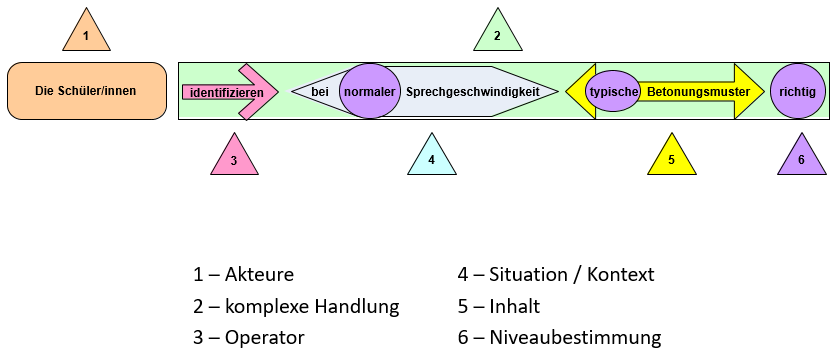 1
2
Die Schüler/innen
identifizieren
bei normaler Sprechgeschwindigkeit
typische Betonungsmuster
richtig
3
4
5
6
1 – Akteure
2 – komplexe Handlung
3 – Operator
4 – Situation / Kontext
5 – Inhalt
6 – Niveaubestimmung